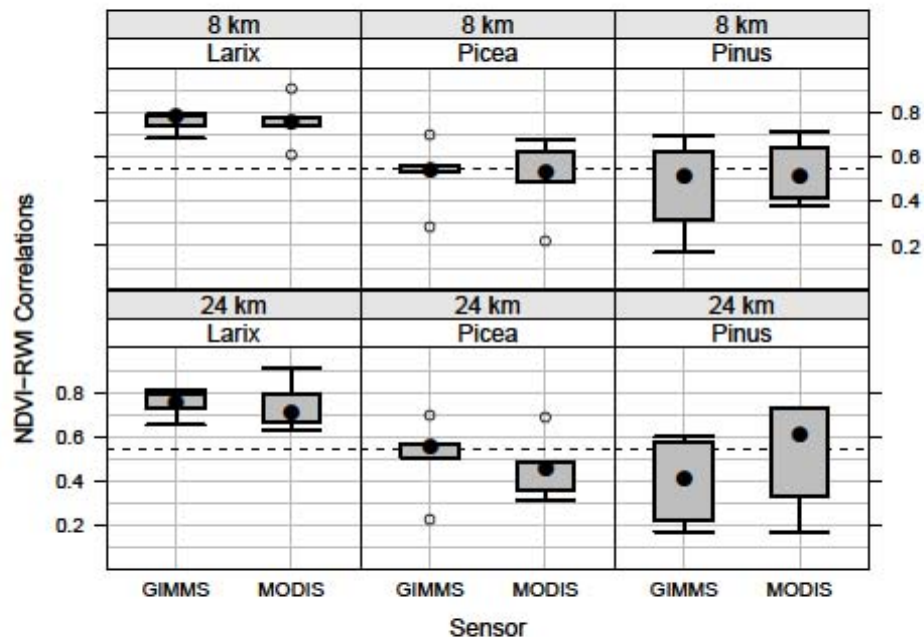 8 km 8 km 8 km
Larix Picea Pinus
0.8
0.6
0.4
0.2
24 km 24 km 24 km
Larix Picea Pinus
0.8
0.6
0.4
0.2
NDVI−RWI Correlations
GIMMS MODIS GIMMS MODIS GIMMS MODIS
Sensor